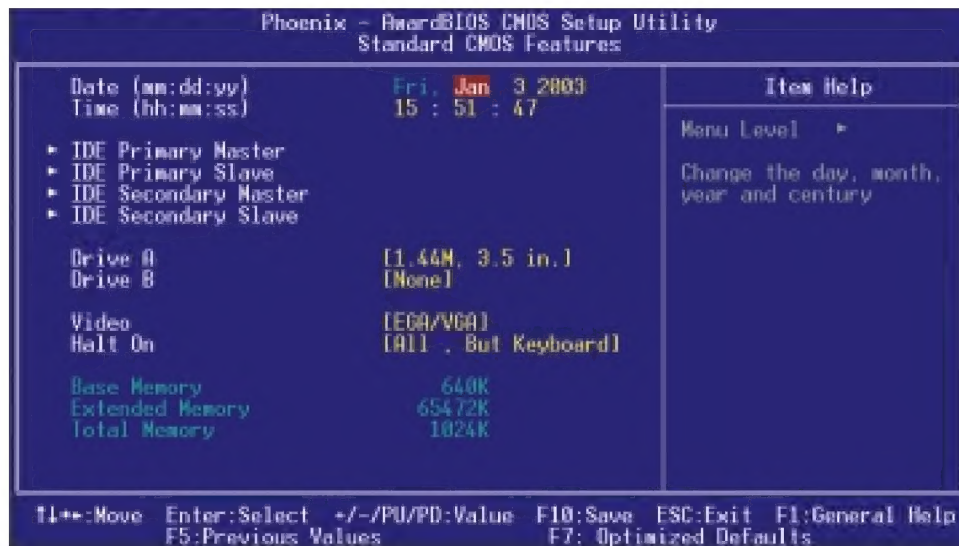 Phoenix - AwardBIOS CMOS Setup Utility
Standard CMOS Features
Date (mm:dd:yy) Fri, Jan 3 2003
Time (hh:mm:ss) 15 : 51 : 47
► IDE Primary Master
► IDE Primary Slave
► IDE Secondary Master
► IDE Secondary Slave
Drive A [1.44M, 3.5 in.]
Drive B [None]
Video [EGA/VGA]
Halt On [All , But Keyboard]
Base Memory 640K
Extended Memory 65472K
Total Memory 1024K
Item Help
Menu Level ►
Change the day, month,
year and century
↑↓→←:Move Enter:Select +/-/PU/PD:Value F10:Save ESC:Exit F1:General Help
F5:Previous Values F7: Optimized Defaults